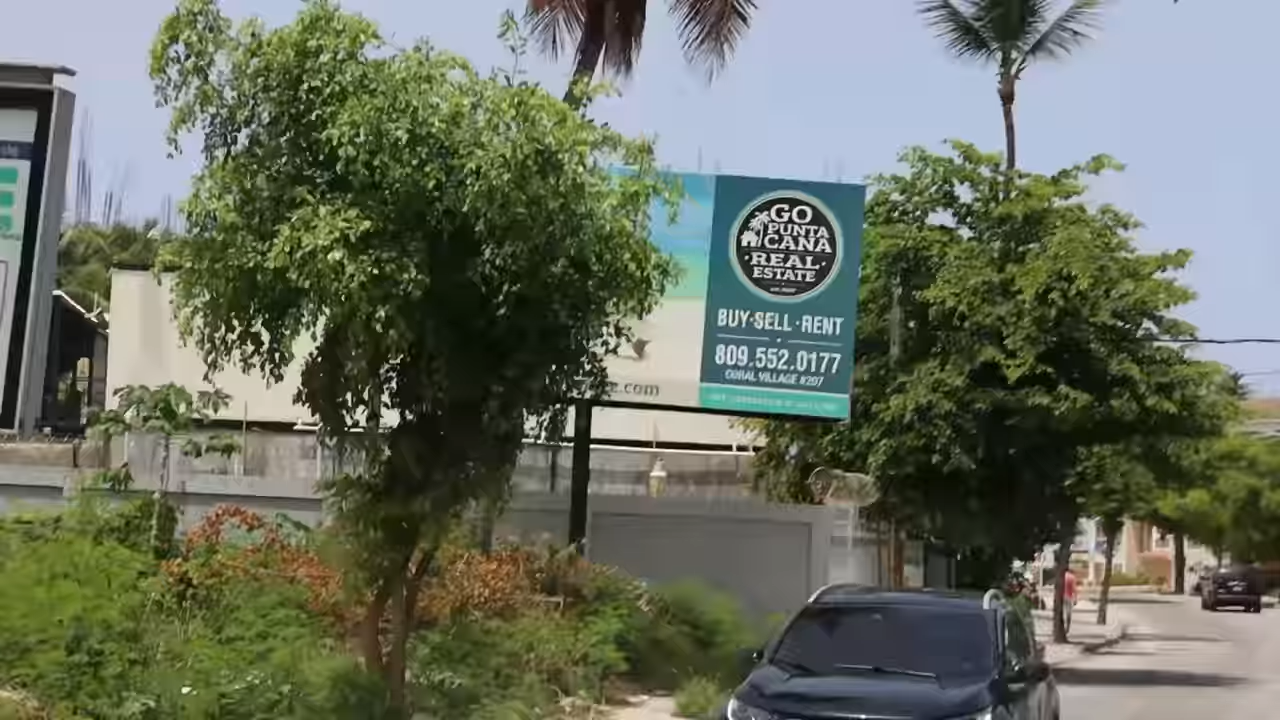 GO
PUNTA
CANA
·REAL·
ESTATE
BUY·SELL·RENT
809.552.0177
CORAL VILLAGE #207
.com